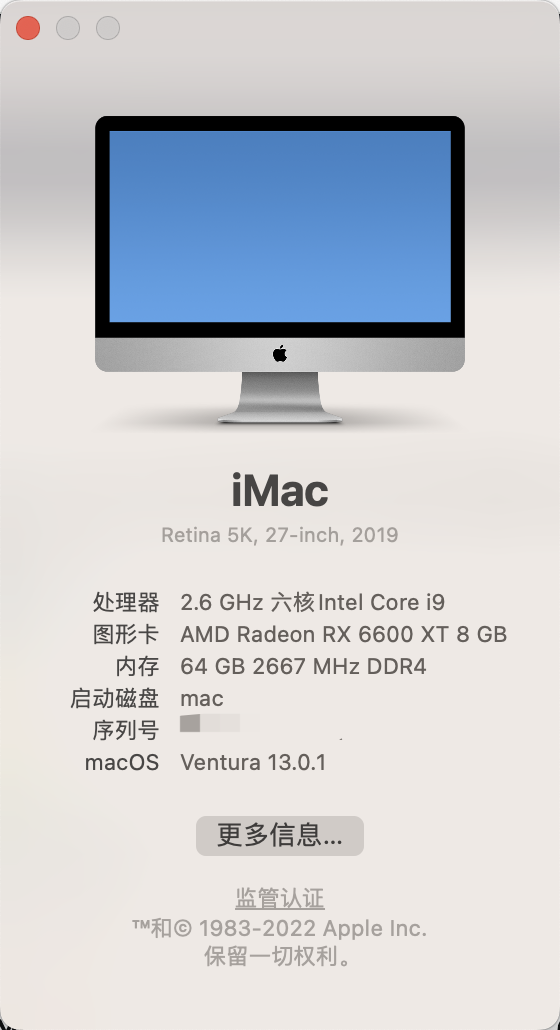 iMac
Retina 5K, 27-inch, 2019
处理器 2.6 GHz 六核Intel Core i9
图形卡 AMD Radeon RX 6600 XT 8 GB
内存 64 GB 2667 MHz DDR4
启动磁盘 mac
序列号
macOS Ventura 13.0.1
更多信息...
监管认证
™和© 1983-2022 Apple Inc.
保留一切权利。